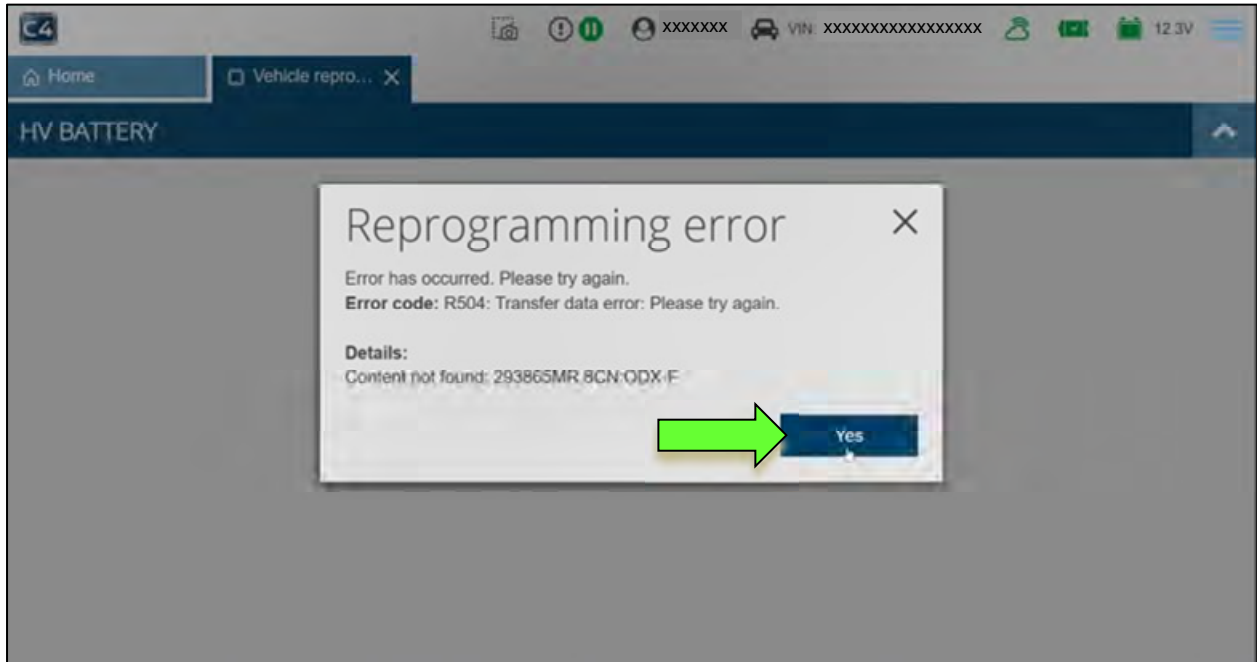 C4 XXXXXXX VIN: XXXXXXXXXXXXXXXXX 12.3V
Home Vehicle repro...
HV BATTERY
Reprogramming error
Error has occurred. Please try again.
Error code: R504: Transfer data error: Please try again.
Details:
Content not found: 293865MR 8CN:ODX-F
Yes